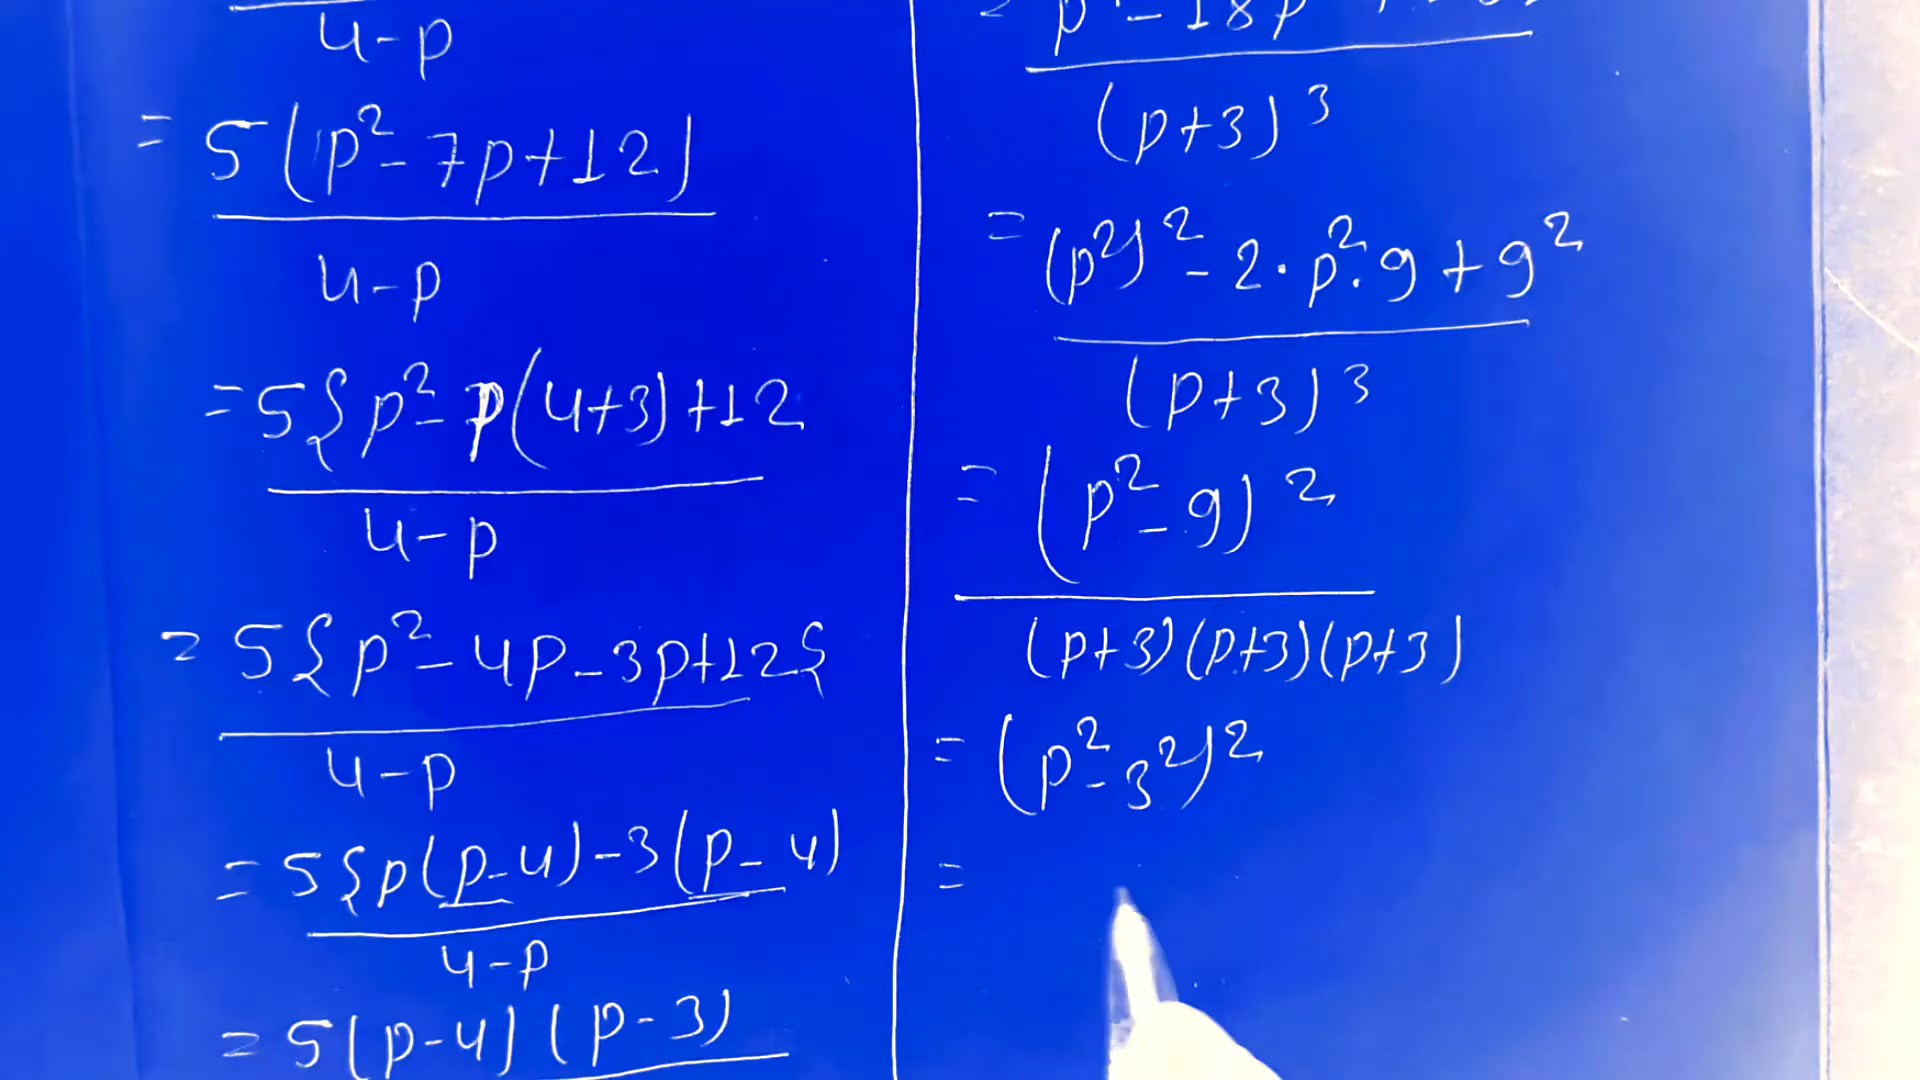 4-p
= 5(p²-7p+12)
4-p
=5{p²-p(4+3)+12
4-p
= 5{p²-4p-3p+12}
4-p
=5{p(p-4)-3(p-4)
4-p
= 5(p-4)(p-3)
(p+3)³
= (p²)²-2·p²·9+9²
(p+3)³
= (p²-9)²
(p+3)(p+3)(p+3)
= (p²-3²)²
=